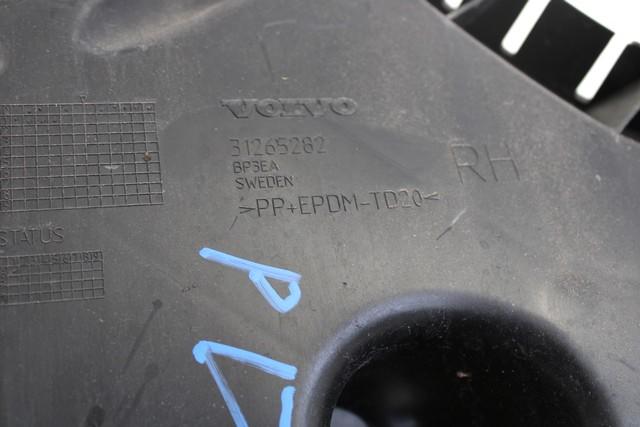 VOLVO
31265282
BP3EA
SWEDEN
>PP+EPDM-TD20<
RH
STATUS